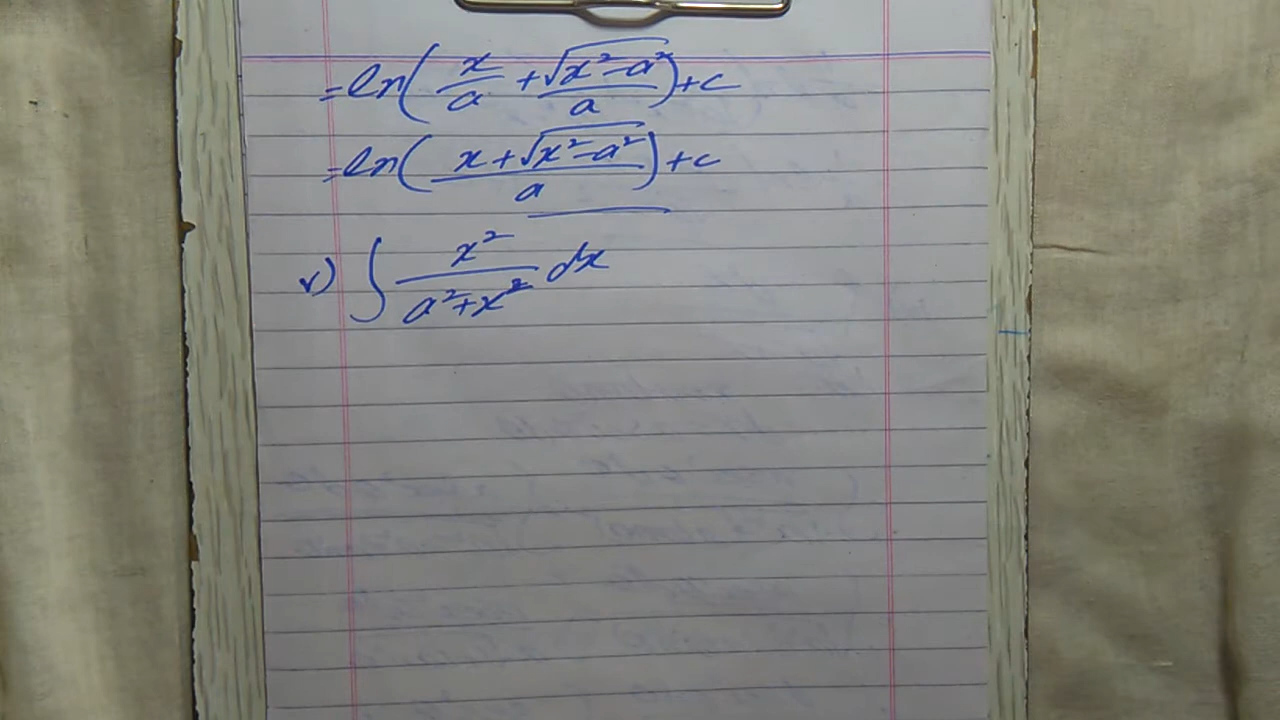 = ln( x/a + √(x²-a²)/a ) + c
= ln( (x + √(x²-a²))/a ) + c
v) ∫ x²/(a²+x²) dx